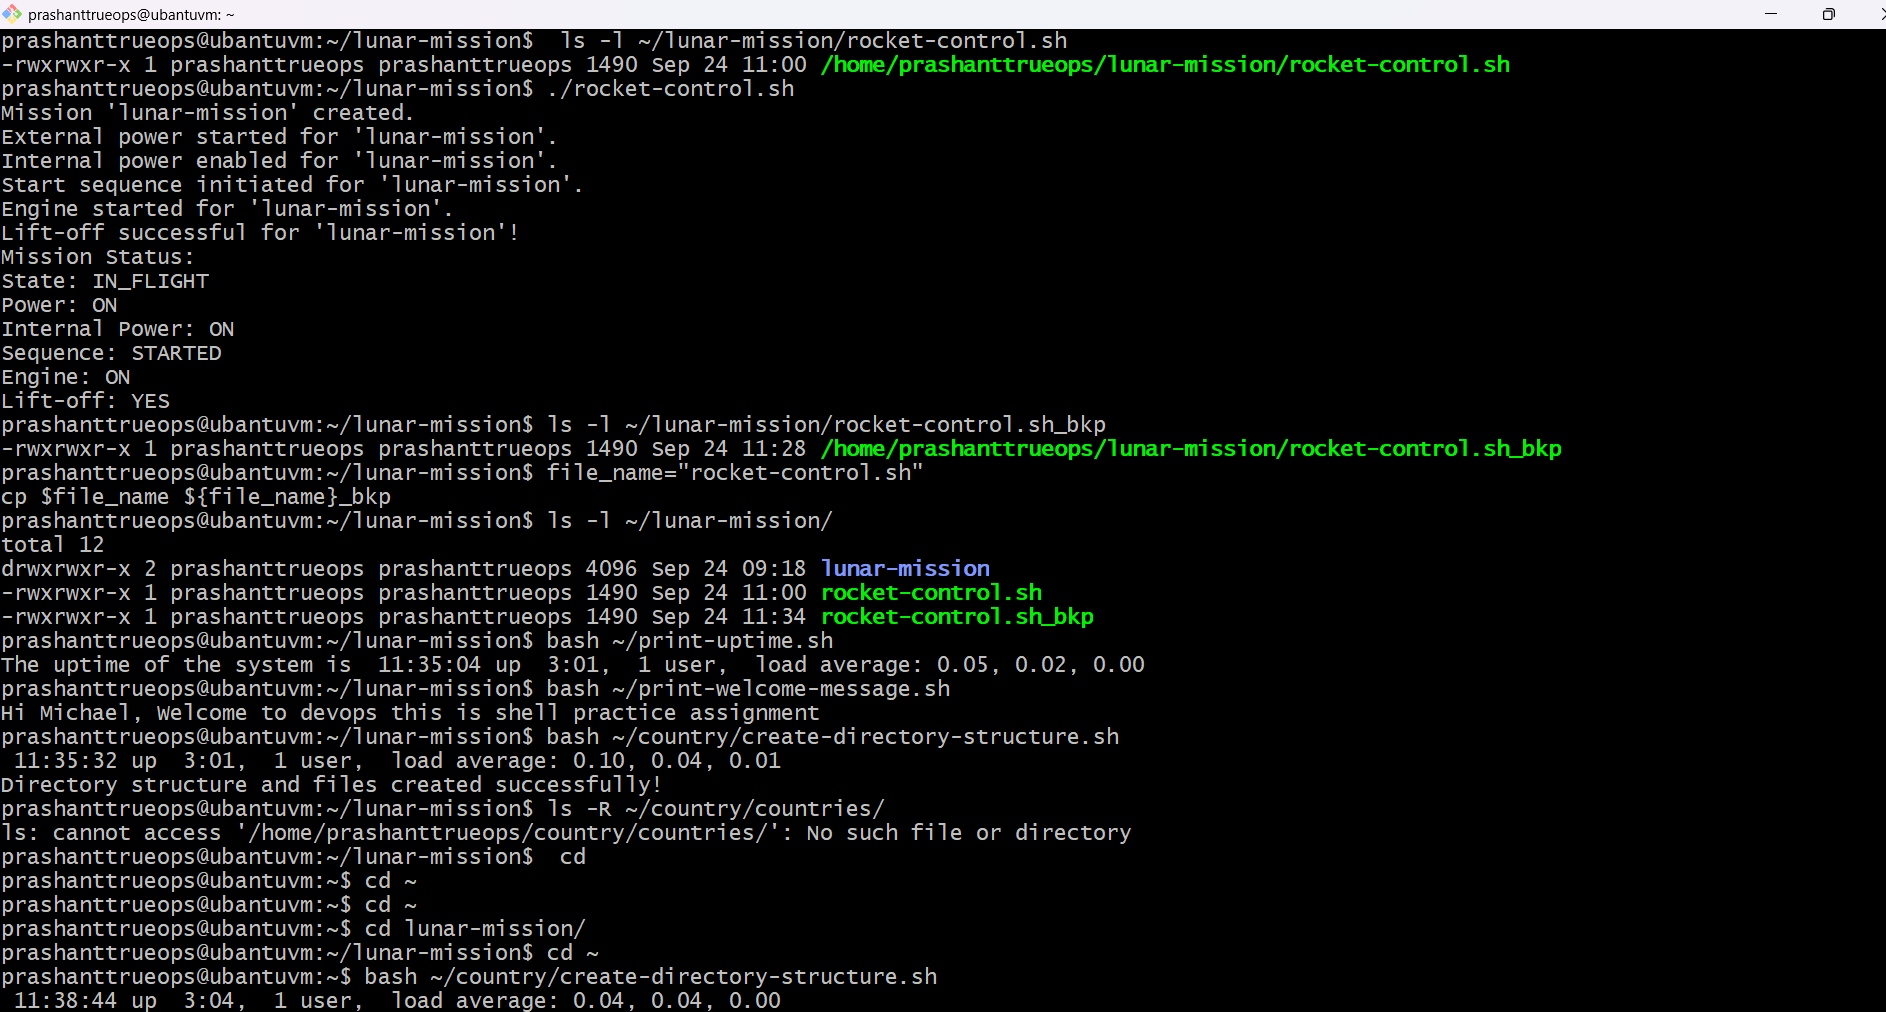 prashanttrueops@ubantuvm: ~
prashanttrueops@ubantuvm:~/lunar-mission$  ls -l ~/lunar-mission/rocket-control.sh
-rwxrwxr-x 1 prashanttrueops prashanttrueops 1490 Sep 24 11:00 /home/prashanttrueops/lunar-mission/rocket-control.sh
prashanttrueops@ubantuvm:~/lunar-mission$ ./rocket-control.sh
Mission 'lunar-mission' created.
External power started for 'lunar-mission'.
Internal power enabled for 'lunar-mission'.
Start sequence initiated for 'lunar-mission'.
Engine started for 'lunar-mission'.
Lift-off successful for 'lunar-mission'!
Mission Status:
State: IN_FLIGHT
Power: ON
Internal Power: ON
Sequence: STARTED
Engine: ON
Lift-off: YES
prashanttrueops@ubantuvm:~/lunar-mission$ ls -l ~/lunar-mission/rocket-control.sh_bkp
-rwxrwxr-x 1 prashanttrueops prashanttrueops 1490 Sep 24 11:28 /home/prashanttrueops/lunar-mission/rocket-control.sh_bkp
prashanttrueops@ubantuvm:~/lunar-mission$ file_name="rocket-control.sh"
cp $file_name ${file_name}_bkp
prashanttrueops@ubantuvm:~/lunar-mission$ ls -l ~/lunar-mission/
total 12
drwxrwxr-x 2 prashanttrueops prashanttrueops 4096 Sep 24 09:18 lunar-mission
-rwxrwxr-x 1 prashanttrueops prashanttrueops 1490 Sep 24 11:00 rocket-control.sh
-rwxrwxr-x 1 prashanttrueops prashanttrueops 1490 Sep 24 11:34 rocket-control.sh_bkp
prashanttrueops@ubantuvm:~/lunar-mission$ bash ~/print-uptime.sh
The uptime of the system is  11:35:04 up  3:01,  1 user,  load average: 0.05, 0.02, 0.00
prashanttrueops@ubantuvm:~/lunar-mission$ bash ~/print-welcome-message.sh
Hi Michael, Welcome to devops this is shell practice assignment
prashanttrueops@ubantuvm:~/lunar-mission$ bash ~/country/create-directory-structure.sh
 11:35:32 up  3:01,  1 user,  load average: 0.10, 0.04, 0.01
Directory structure and files created successfully!
prashanttrueops@ubantuvm:~/lunar-mission$ ls -R ~/country/countries/
ls: cannot access '/home/prashanttrueops/country/countries/': No such file or directory
prashanttrueops@ubantuvm:~/lunar-mission$  cd
prashanttrueops@ubantuvm:~$ cd ~
prashanttrueops@ubantuvm:~$ cd ~
prashanttrueops@ubantuvm:~$ cd lunar-mission/
prashanttrueops@ubantuvm:~/lunar-mission$ cd ~
prashanttrueops@ubantuvm:~$ bash ~/country/create-directory-structure.sh
 11:38:44 up  3:04,  1 user,  load average: 0.04, 0.04, 0.00